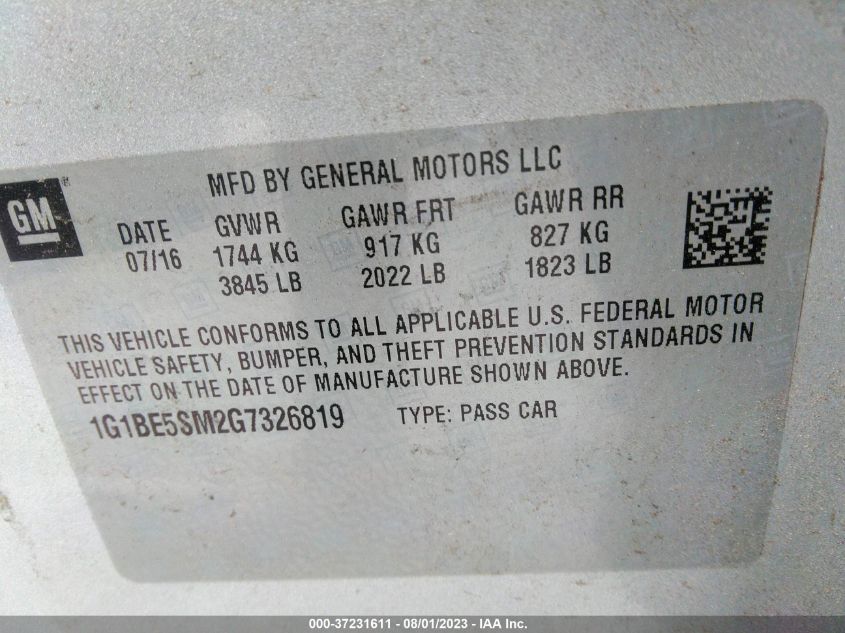 MFD BY GENERAL MOTORS LLC
GM
DATE GVWR GAWR FRT GAWR RR
07/16 1744 KG 917 KG 827 KG
3845 LB 2022 LB 1823 LB
THIS VEHICLE CONFORMS TO ALL APPLICABLE U.S. FEDERAL MOTOR
VEHICLE SAFETY, BUMPER, AND THEFT PREVENTION STANDARDS IN
EFFECT ON THE DATE OF MANUFACTURE SHOWN ABOVE.
1G1BE5SM2G7326819 TYPE: PASS CAR
000-37231611 - 08/01/2023 - IAA Inc.